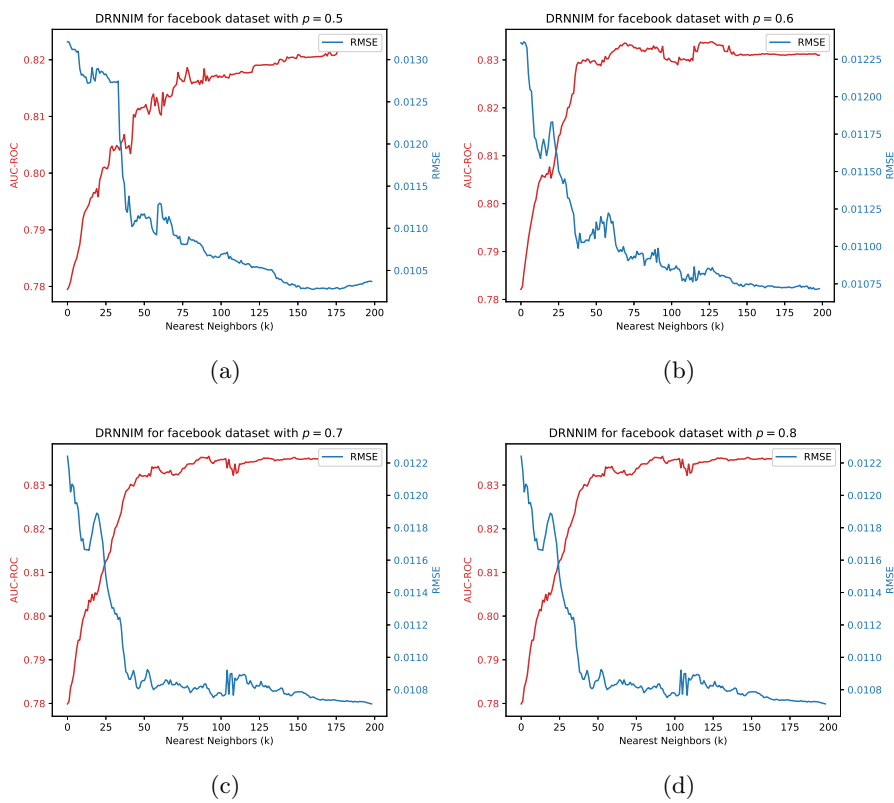 DRNNIM for facebook dataset with p = 0.5
RMSE
0.82
0.81
0.80
0.79
0.78
AUC-ROC
0.0130
0.0125
0.0120
0.0115
0.0110
0.0105
RMSE
0 25 50 75 100 125 150 175 200
Nearest Neighbors (k)
(a)
DRNNIM for facebook dataset with p = 0.6
RMSE
0.83
0.82
0.81
0.80
0.79
0.78
AUC-ROC
0.01225
0.01200
0.01175
0.01150
0.01125
0.01100
0.01075
RMSE
0 25 50 75 100 125 150 175 200
Nearest Neighbors (k)
(b)
DRNNIM for facebook dataset with p = 0.7
RMSE
0.83
0.82
0.81
0.80
0.79
0.78
AUC-ROC
0.0122
0.0120
0.0118
0.0116
0.0114
0.0112
0.0110
0.0108
RMSE
0 25 50 75 100 125 150 175 200
Nearest Neighbors (k)
(c)
DRNNIM for facebook dataset with p = 0.8
RMSE
0.83
0.82
0.81
0.80
0.79
0.78
AUC-ROC
0.0122
0.0120
0.0118
0.0116
0.0114
0.0112
0.0110
0.0108
RMSE
0 25 50 75 100 125 150 175 200
Nearest Neighbors (k)
(d)